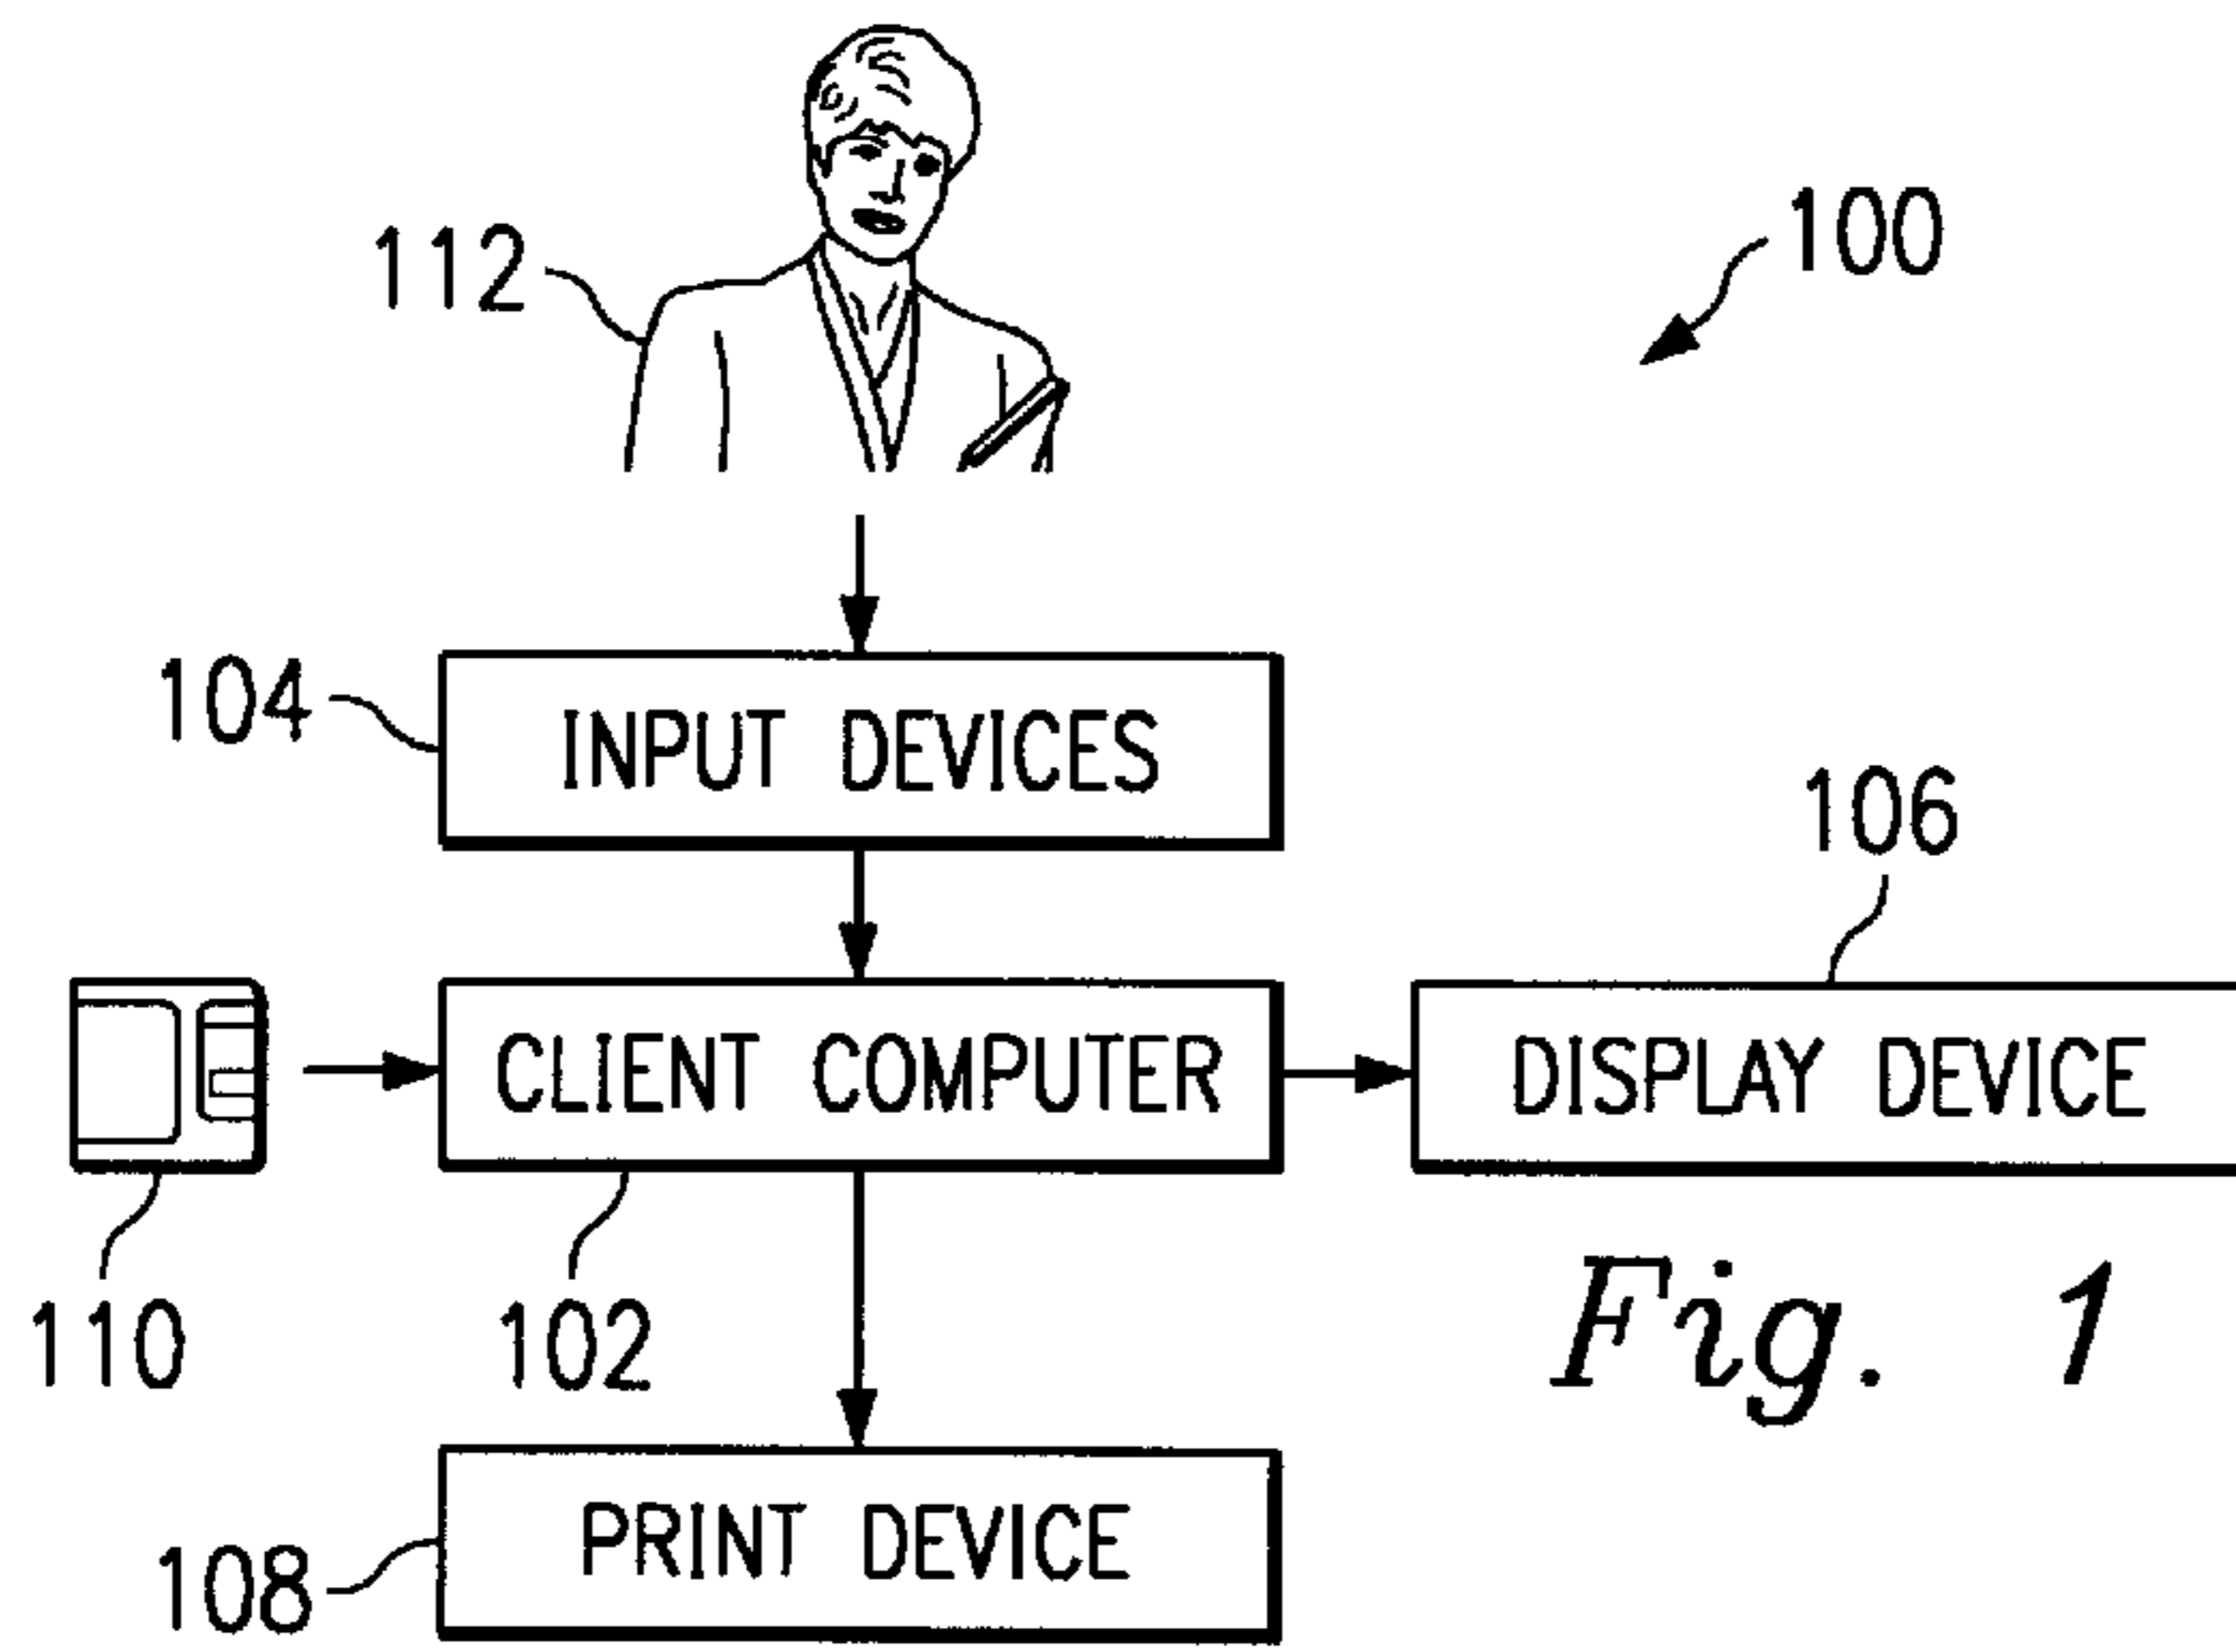 112
100
104
INPUT DEVICES
106
CLIENT COMPUTER
DISPLAY DEVICE
110
102
Fig. 1
PRINT DEVICE
108